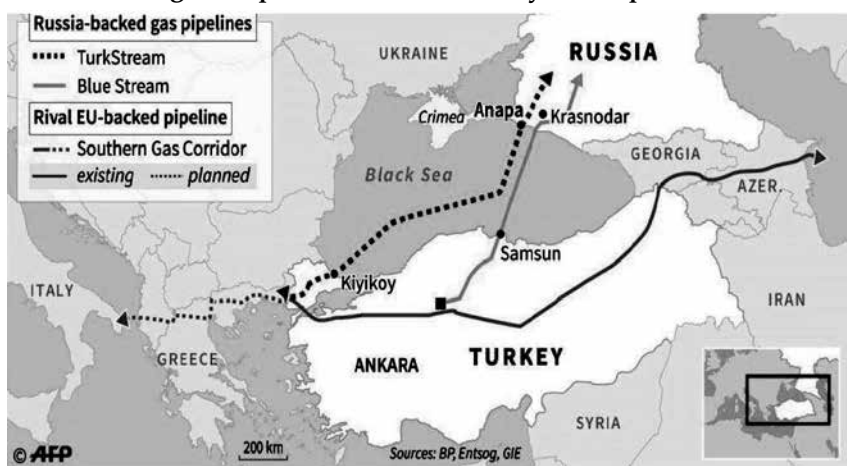 Russia-backed gas pipelines
TurkStream
Blue Stream
Rival EU-backed pipeline
Southern Gas Corridor
existing planned
UKRAINE
RUSSIA
Crimea
Anapa
Krasnodar
Black Sea
GEORGIA
AZER.
Samsun
ITALY
Kiyikoy
IRAN
GREECE
ANKARA
TURKEY
SYRIA
© AFP
200 km
Sources: BP, Entsog, GIE